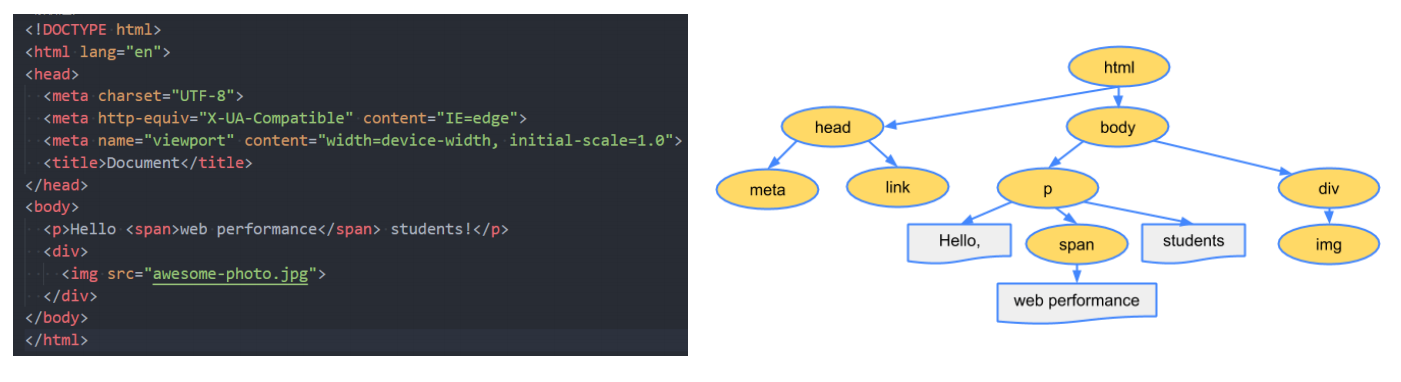 <!DOCTYPE html>
<html lang="en">
<head>
<meta charset="UTF-8">
<meta http-equiv="X-UA-Compatible" content="IE=edge">
<meta name="viewport" content="width=device-width, initial-scale=1.0">
<title>Document</title>
</head>
<body>
<p>Hello <span>web performance</span> students!</p>
<div>
<img src="awesome-photo.jpg">
</div>
</body>
</html>
html
head
body
meta
link
p
div
Hello,
span
students
img
web performance